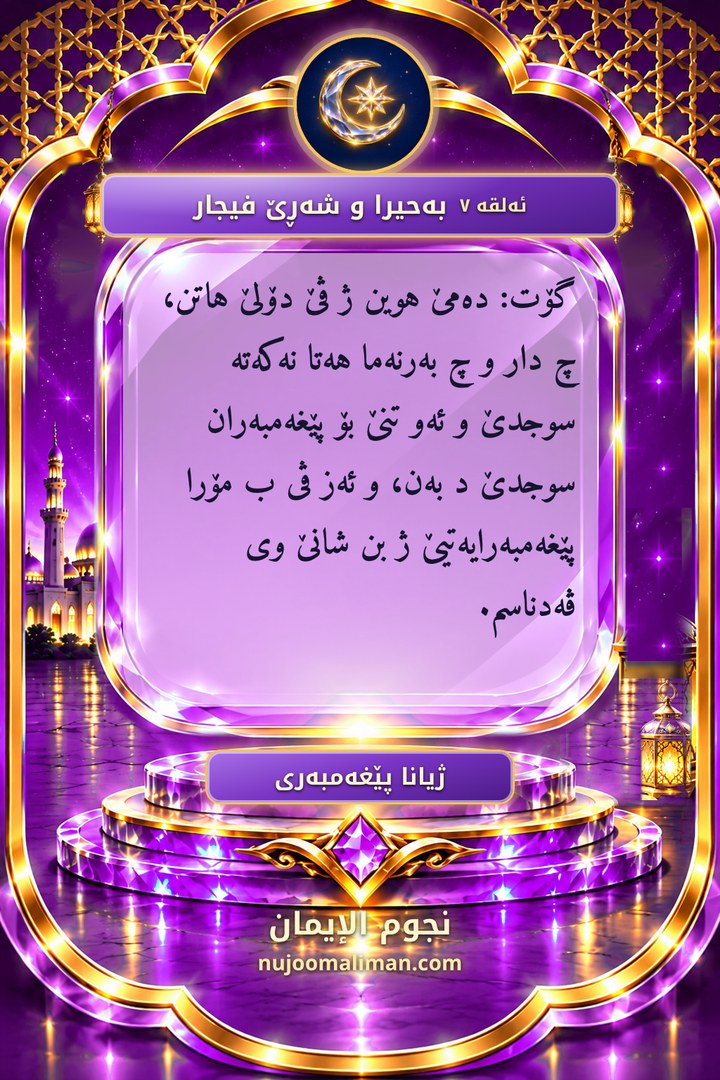 ئەلقە ٧ بەحیرا و شەڕێ فیجار
گۆت: دەمێ هوین ژ ڤێ دۆلێ هاتن،
چ دار و چ بەرنەما هەتا نەکەتە
سوجدێ و ئەو تنێ بۆ پێغەمبەران
سوجدێ د بەن، و ئەز ڤی ب مۆرا
پێغەمبەرایەتیێ ژ بن شانێ وی
ڤەدناسم.
ژیانا پێغەمبەری
نجوم الإيمان
nujoomaliman.com